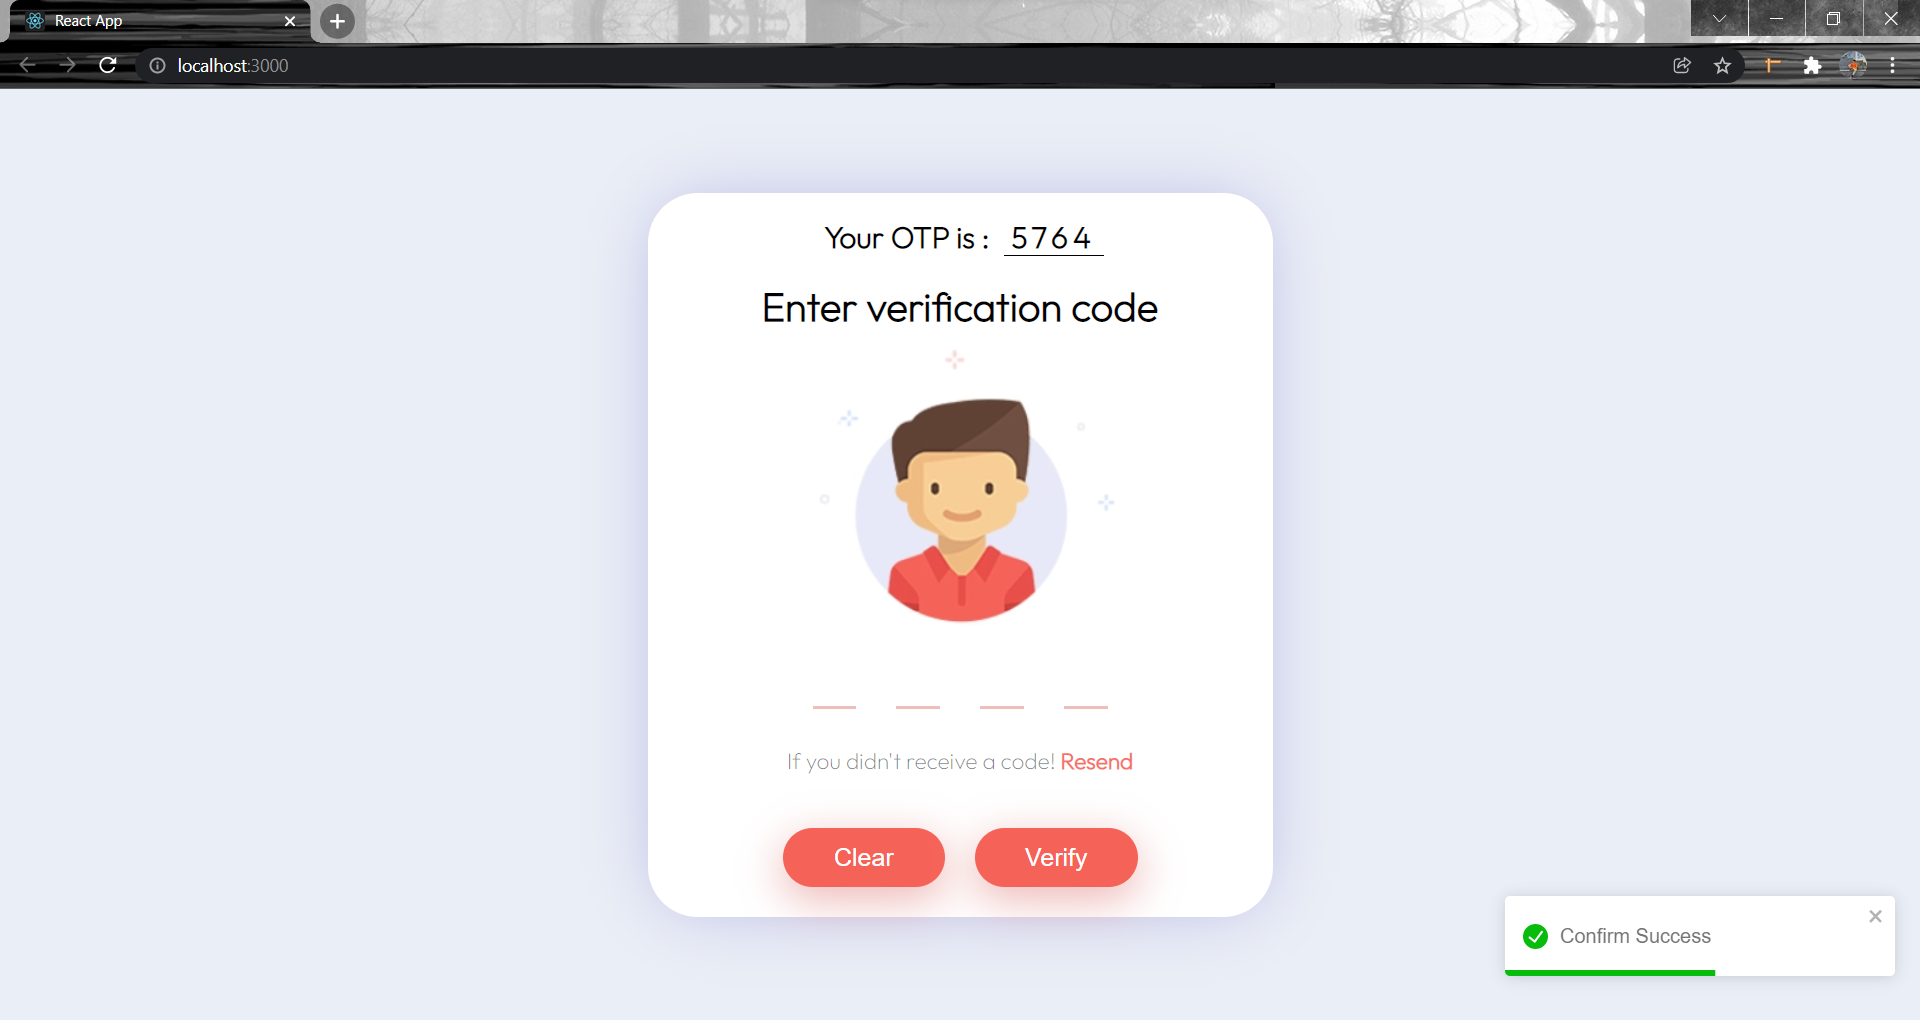 React App
localhost:3000
Your OTP is : 5764
Enter verification code
If you didn't receive a code! Resend
Clear Verify
Confirm Success